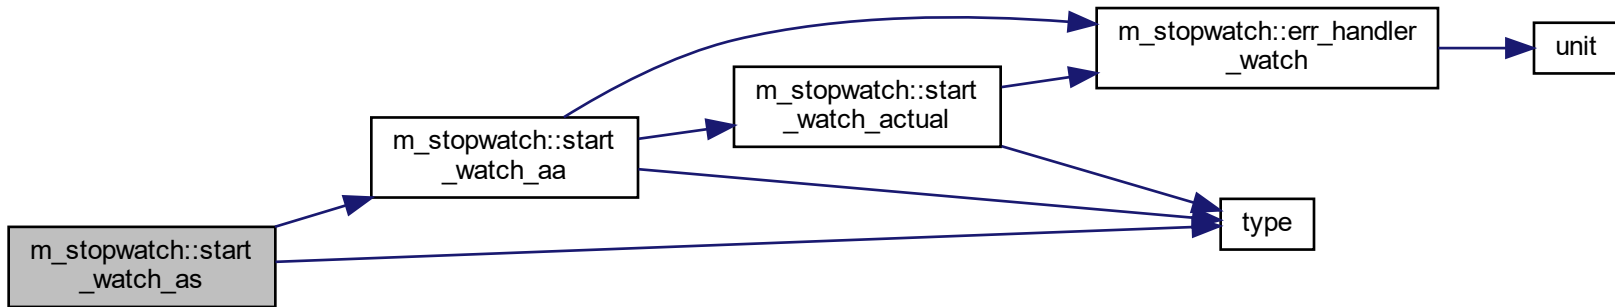 m_stopwatch::start
_watch_as
m_stopwatch::start
_watch_aa
m_stopwatch::start
_watch_actual
m_stopwatch::err_handler
_watch
unit
type